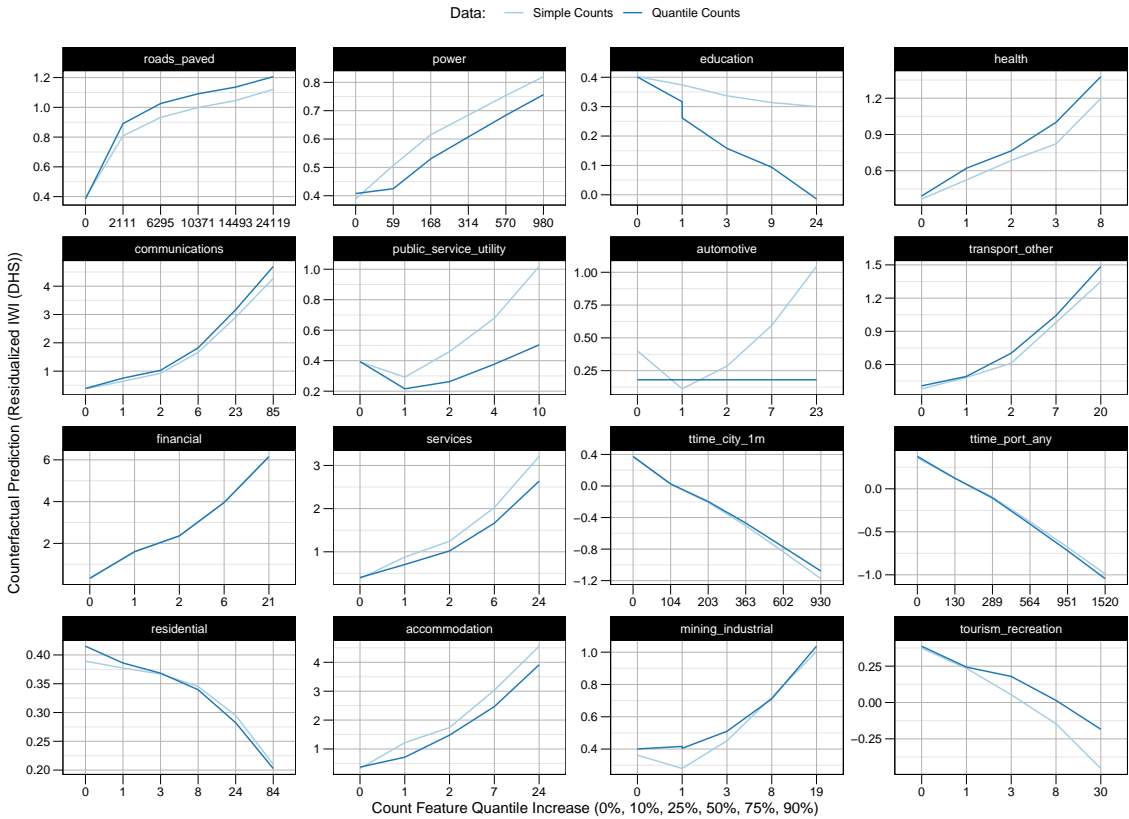 Data: Simple Counts Quantile Counts
roads_paved power education health
1.2 1.0 0.8 0.6 0.4
0 2111 6295 10371 14493 24119
0.8 0.7 0.6 0.5 0.4
0 59 168 314 570 980
0.4 0.3 0.2 0.1 0.0
0 1 3 9 24
1.2 0.9 0.6
0 1 2 3 8
communications public_service_utility automotive transport_other
4 3 2 1
0 1 2 6 23 85
1.0 0.8 0.6 0.4 0.2
0 1 2 4 10
1.00 0.75 0.50 0.25
0 1 2 7 23
1.5 1.2 0.9 0.6
0 1 2 7 20
financial services ttime_city_1m ttime_port_any
6 4 2
0 1 2 6 21
3 2 1
0 1 2 6 24
0.4 0.0 −0.4 −0.8 −1.2
0 104 203 363 602 930
0.0 −0.5 −1.0
0 130 289 564 951 1520
residential accommodation mining_industrial tourism_recreation
0.40 0.35 0.30 0.25 0.20
0 1 3 8 24 84
4 3 2 1
0 1 2 7 24
1.0 0.8 0.6 0.4
0 1 3 8 19
0.25 0.00 −0.25
0 1 3 8 30
Counterfactual Prediction (Residualized IWI (DHS))
Count Feature Quantile Increase (0%, 10%, 25%, 50%, 75%, 90%)